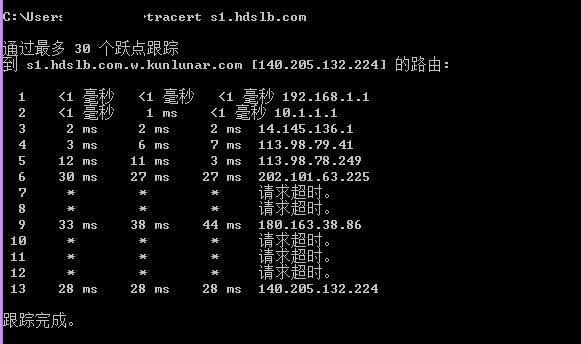 C:\Users tracert s1.hdslb.com
通过最多 30 个跃点跟踪
到 s1.hdslb.com.w.kunlunar.com [140.205.132.224] 的路由:
1 <1 毫秒 <1 毫秒 <1 毫秒 192.168.1.1
2 <1 毫秒 1 ms <1 毫秒 10.1.1.1
3 2 ms 2 ms 2 ms 14.145.136.1
4 3 ms 6 ms 7 ms 113.98.79.41
5 12 ms 11 ms 3 ms 113.98.78.249
6 30 ms 27 ms 27 ms 202.101.63.225
7 * * * 请求超时。
8 * * * 请求超时。
9 33 ms 38 ms 44 ms 180.163.38.86
10 * * * 请求超时。
11 * * * 请求超时。
12 * * * 请求超时。
13 28 ms 28 ms 28 ms 140.205.132.224
跟踪完成。